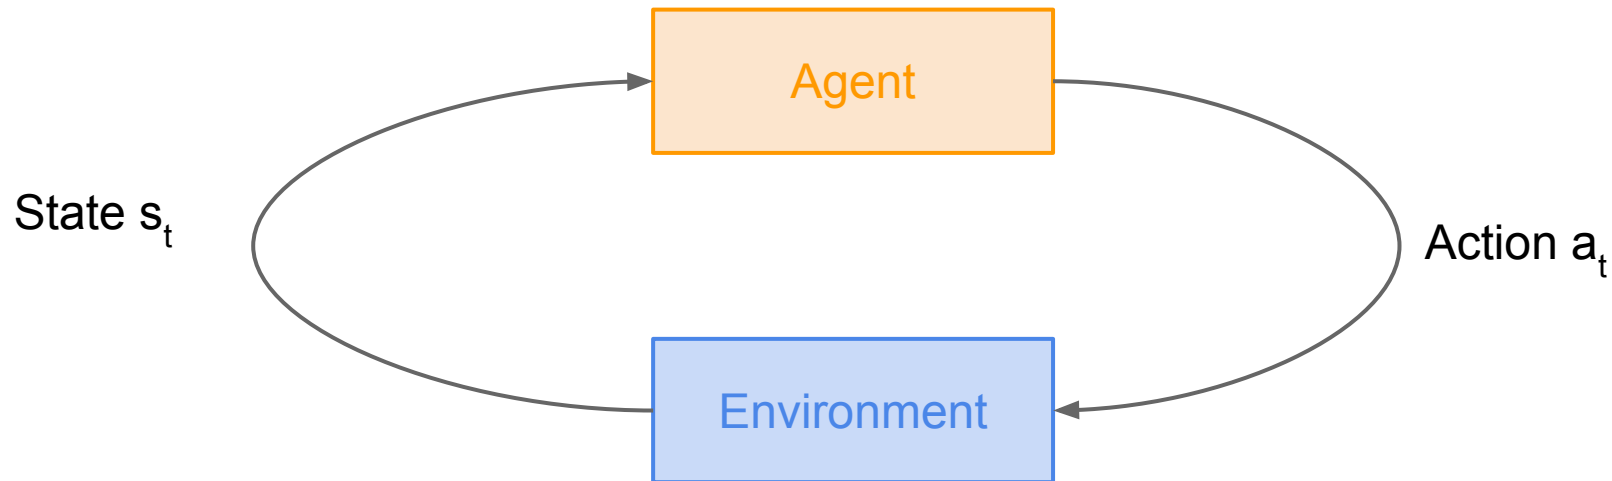 Agent
State s_t
Action a_t
Environment